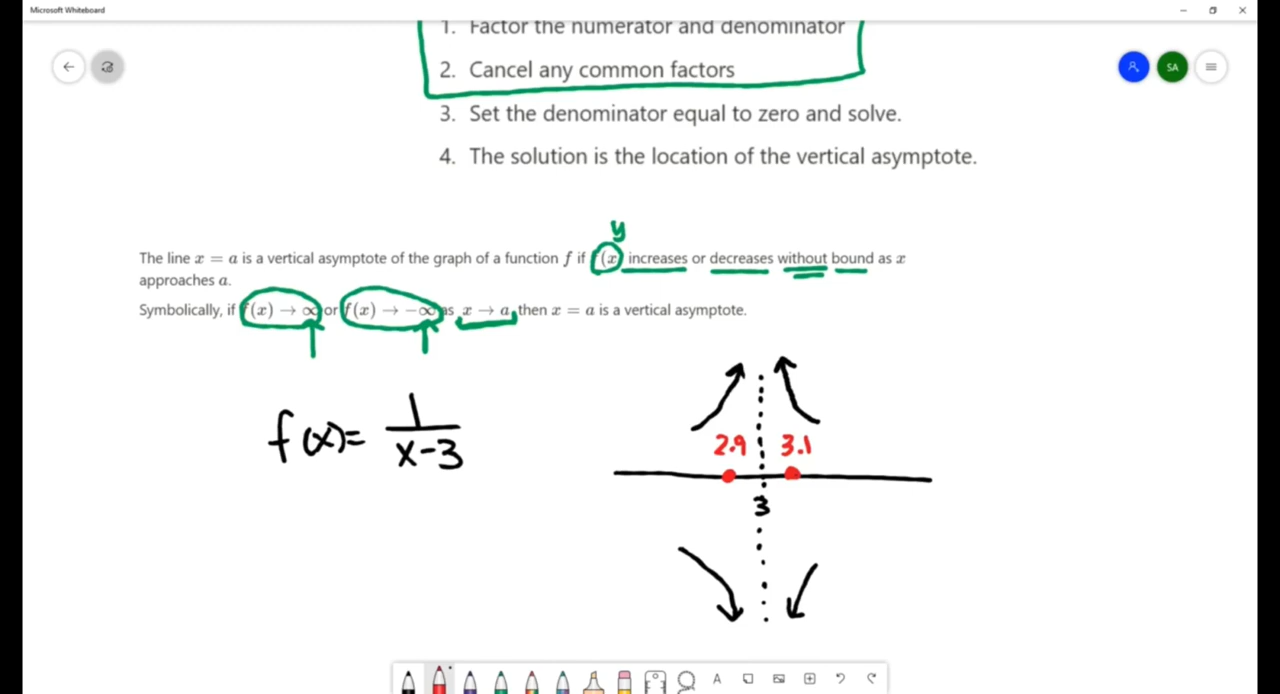 Microsoft Whiteboard
1. Factor the numerator and denominator
2. Cancel any common factors
SA
3. Set the denominator equal to zero and solve.
4. The solution is the location of the vertical asymptote.
y
The line x = a is a vertical asymptote of the graph of a function f if f(x) increases or decreases without bound as x
approaches a.
Symbolically, if f(x) → ∞ or f(x) → −∞ as x → a, then x = a is a vertical asymptote.
f(x) = 1/(x-3)
2.9 3.1
3
A